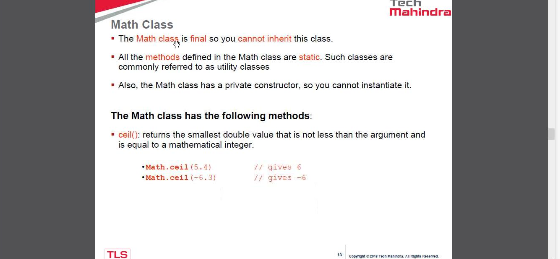 Tech
Mahindra
Math Class
▪ The Math class is final so you cannot inherit this class.
▪ All the methods defined in the Math class are static. Such classes are
commonly referred to as utility classes
▪ Also, the Math class has a private constructor, so you cannot instantiate it.
The Math class has the following methods:
▪ ceil(): returns the smallest double value that is not less than the argument and
is equal to a mathematical integer.
•Math.ceil(5.4) // gives 6
•Math.ceil(-6.3) // gives -6
TLS
Tech Mahindra. All Rights Reserved.